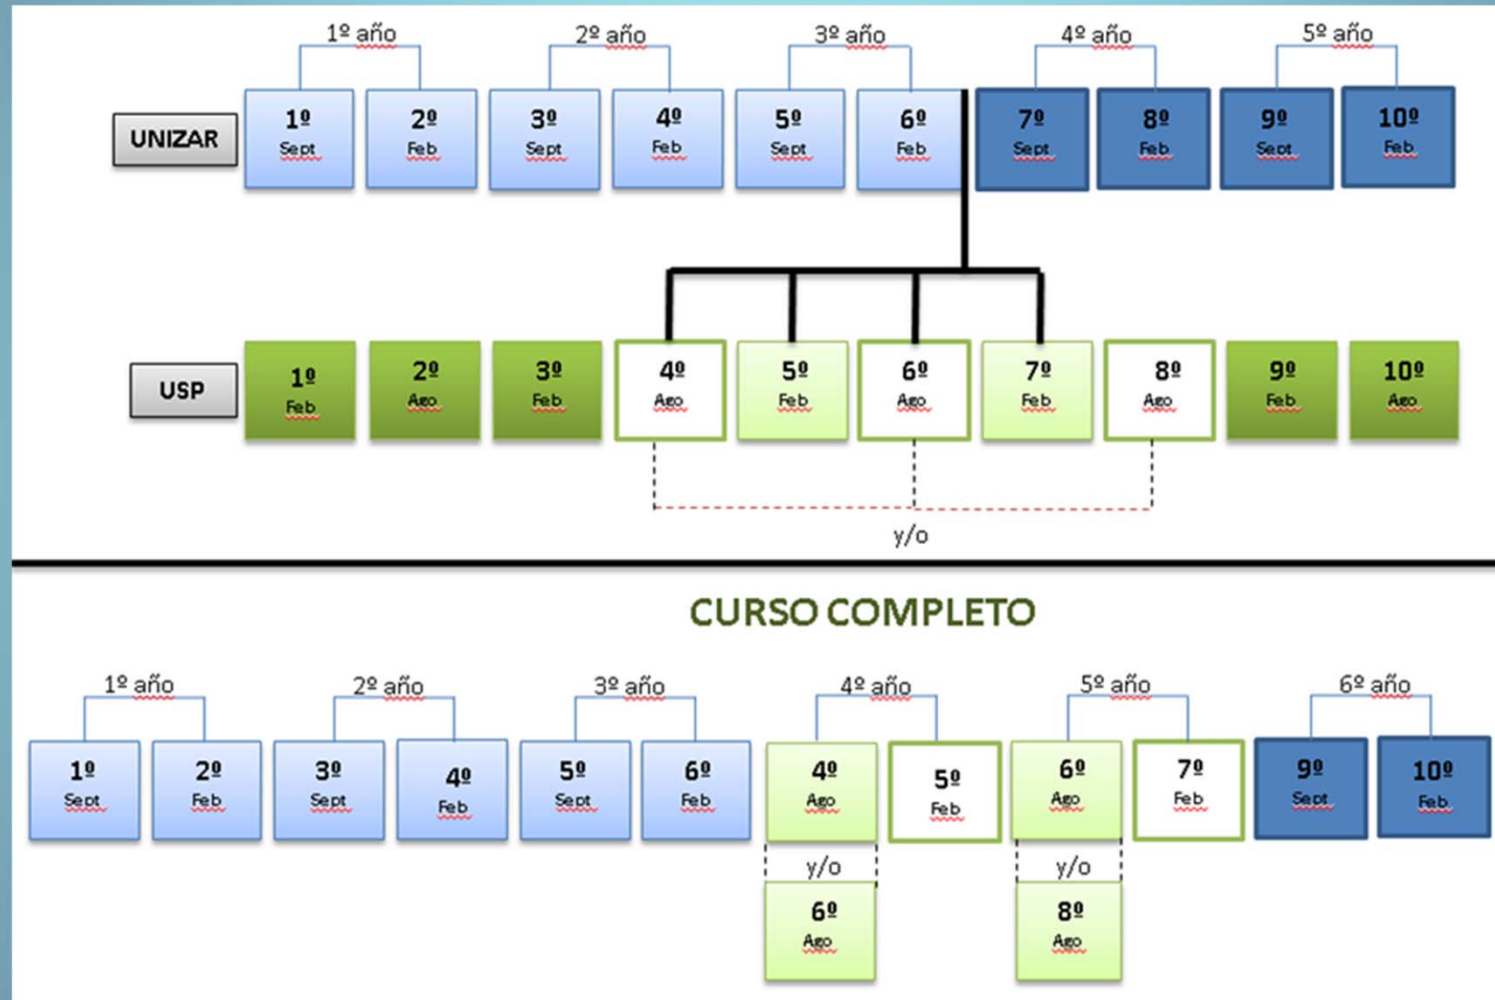 1º año 2º año 3º año 4º año 5º año
UNIZAR
1º 2º 3º 4º 5º 6º 7º 8º 9º 10º
Sept Feb Sept Feb Sept Feb Sept Feb Sept Feb
USP
1º 2º 3º 4º 5º 6º 7º 8º 9º 10º
Feb Ago Feb Ago Feb Ago Feb Ago Feb Ago
y/o
CURSO COMPLETO
1º año 2º año 3º año 4º año 5º año 6º año
1º 2º 3º 4º 5º 6º 4º 5º 6º 7º 9º 10º
Sept Feb Sept Feb Sept Feb Ago Feb Ago Feb Sept Feb
y/o y/o
6º 8º
Ago Ago